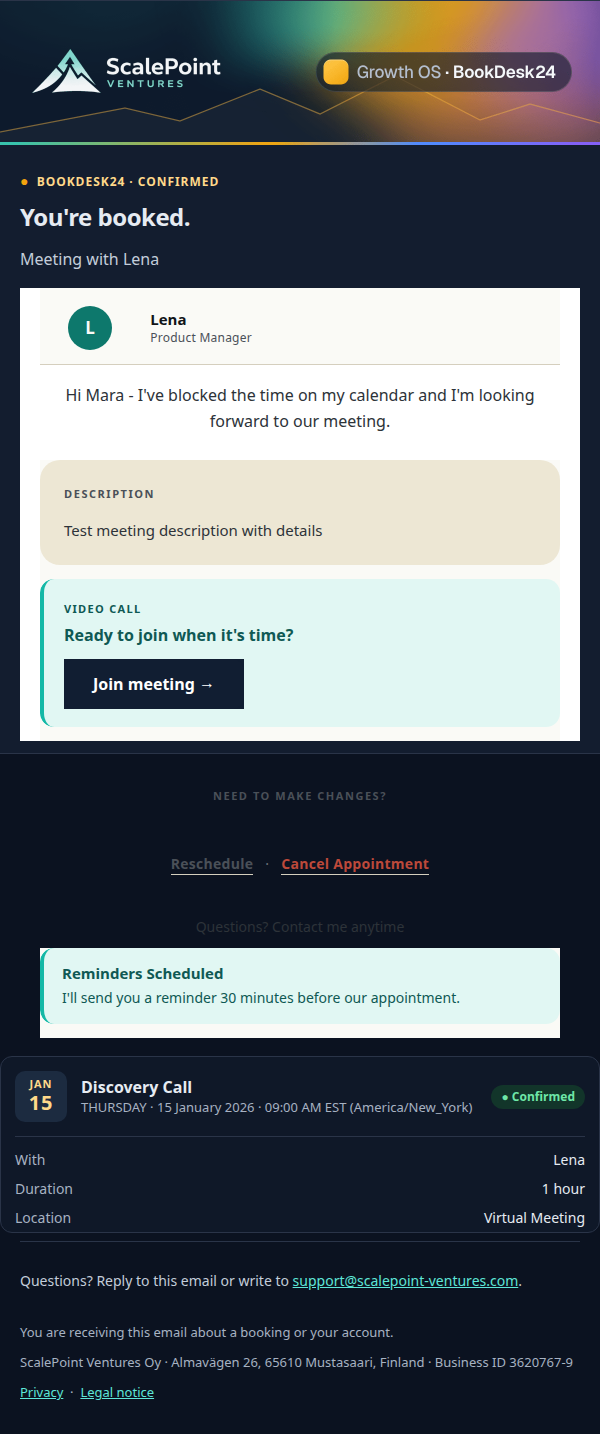 ScalePoint
VENTURES
Growth OS · BookDesk24
● BOOKDESK24 · CONFIRMED
You're booked.
Meeting with Lena
L
Lena
Product Manager
Hi Mara - I've blocked the time on my calendar and I'm looking
forward to our meeting.
DESCRIPTION
Test meeting description with details
VIDEO CALL
Ready to join when it's time?
Join meeting →
NEED TO MAKE CHANGES?
Reschedule · Cancel Appointment
Questions? Contact me anytime
Reminders Scheduled
I'll send you a reminder 30 minutes before our appointment.
JAN
15
Discovery Call
THURSDAY · 15 January 2026 · 09:00 AM EST (America/New_York)
● Confirmed
With Lena
Duration 1 hour
Location Virtual Meeting
Questions? Reply to this email or write to support@scalepoint-ventures.com.
You are receiving this email about a booking or your account.
ScalePoint Ventures Oy · Almavägen 26, 65610 Mustasaari, Finland · Business ID 3620767-9
Privacy · Legal notice